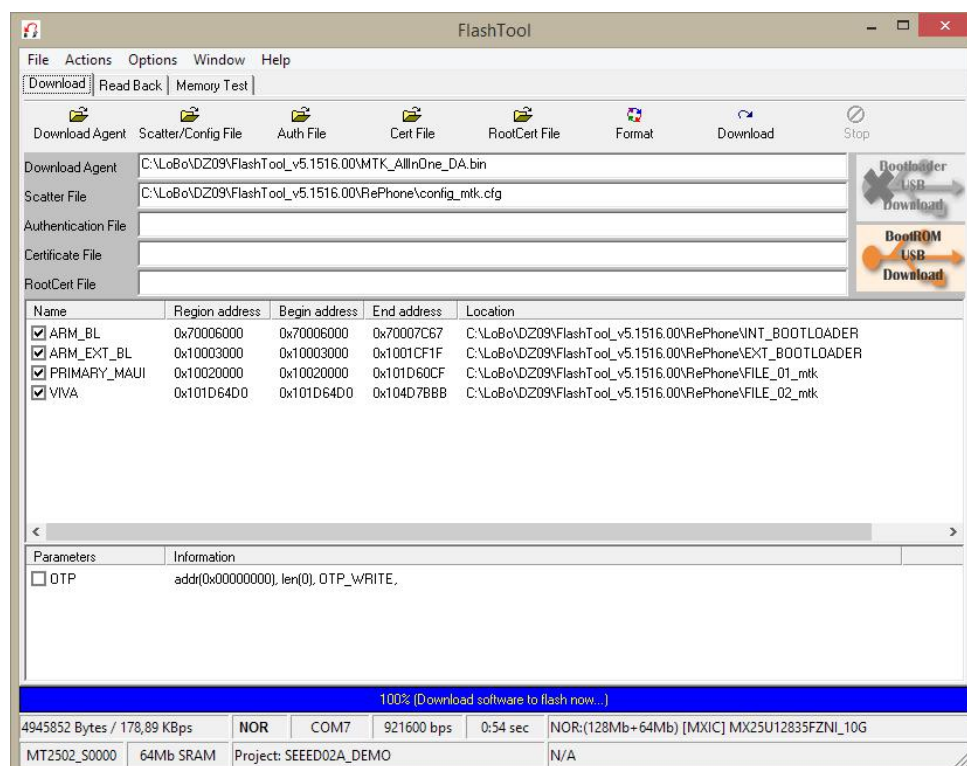 FlashTool
File Actions Options Window Help
Download Read Back Memory Test
Download Agent Scatter/Config File Auth File Cert File RootCert File Format Download Stop
Download Agent C:\LoBo\DZ09\FlashTool_v5.1516.00\MTK_AllInOne_DA.bin
Scatter File C:\LoBo\DZ09\FlashTool_v5.1516.00\RePhone\config_mtk.cfg
Authentication File
Certificate File
RootCert File
Bootloader
USB
Download
BootROM
USB
Download
Name Region address Begin address End address Location
ARM_BL 0x70006000 0x70006000 0x70007C67 C:\LoBo\DZ09\FlashTool_v5.1516.00\RePhone\INT_BOOTLOADER
ARM_EXT_BL 0x10003000 0x10003000 0x1001CF1F C:\LoBo\DZ09\FlashTool_v5.1516.00\RePhone\EXT_BOOTLOADER
PRIMARY_MAUI 0x10020000 0x10020000 0x101D60CF C:\LoBo\DZ09\FlashTool_v5.1516.00\RePhone\FILE_01_mtk
VIVA 0x101D64D0 0x101D64D0 0x104D7BBB C:\LoBo\DZ09\FlashTool_v5.1516.00\RePhone\FILE_02_mtk
Parameters Information
OTP addr(0x00000000), len(0), OTP_WRITE,
100% (Download software to flash now...)
4945852 Bytes / 178,89 KBps NOR COM7 921600 bps 0:54 sec NOR:(128Mb+64Mb) [MXIC] MX25U12835FZNI_10G
MT2502_S0000 64Mb SRAM Project: SEEED02A_DEMO N/A